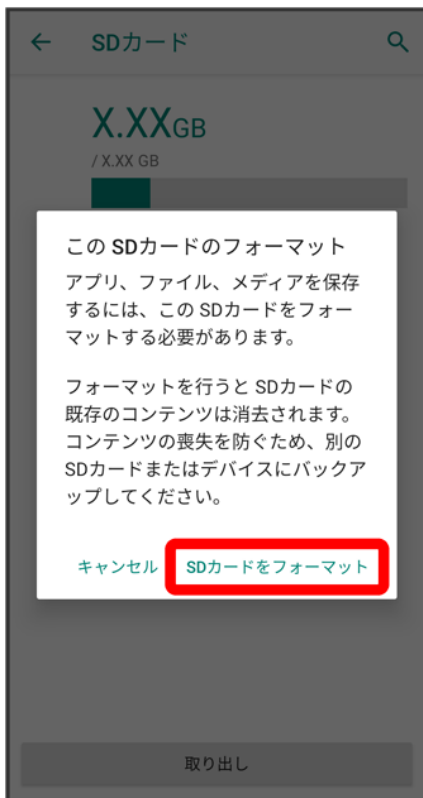 SDカード
X.XXGB
/ X.XX GB
この SDカードのフォーマット
アプリ、ファイル、メディアを保存
するには、この SDカードをフォー
マットする必要があります。
フォーマットを行うと SDカードの
既存のコンテンツは消去されます。
コンテンツの喪失を防ぐため、別の
SDカードまたはデバイスにバックア
ップしてください。
キャンセル SDカードをフォーマット
取り出し